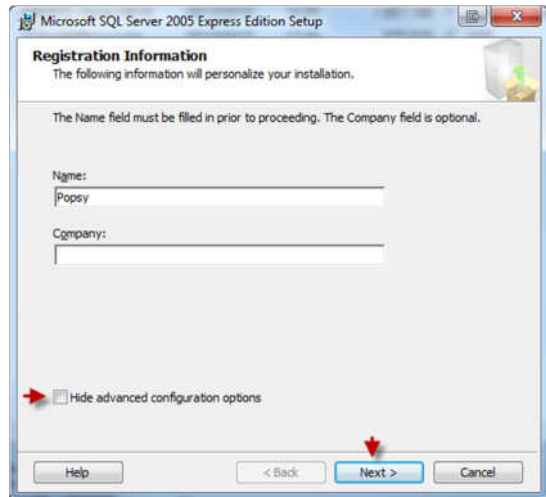 Microsoft SQL Server 2005 Express Edition Setup
Registration Information
The following information will personalize your installation.
The Name field must be filled in prior to proceeding. The Company field is optional.
Name:
Popsy
Company:
Hide advanced configuration options
Help
< Back
Next >
Cancel